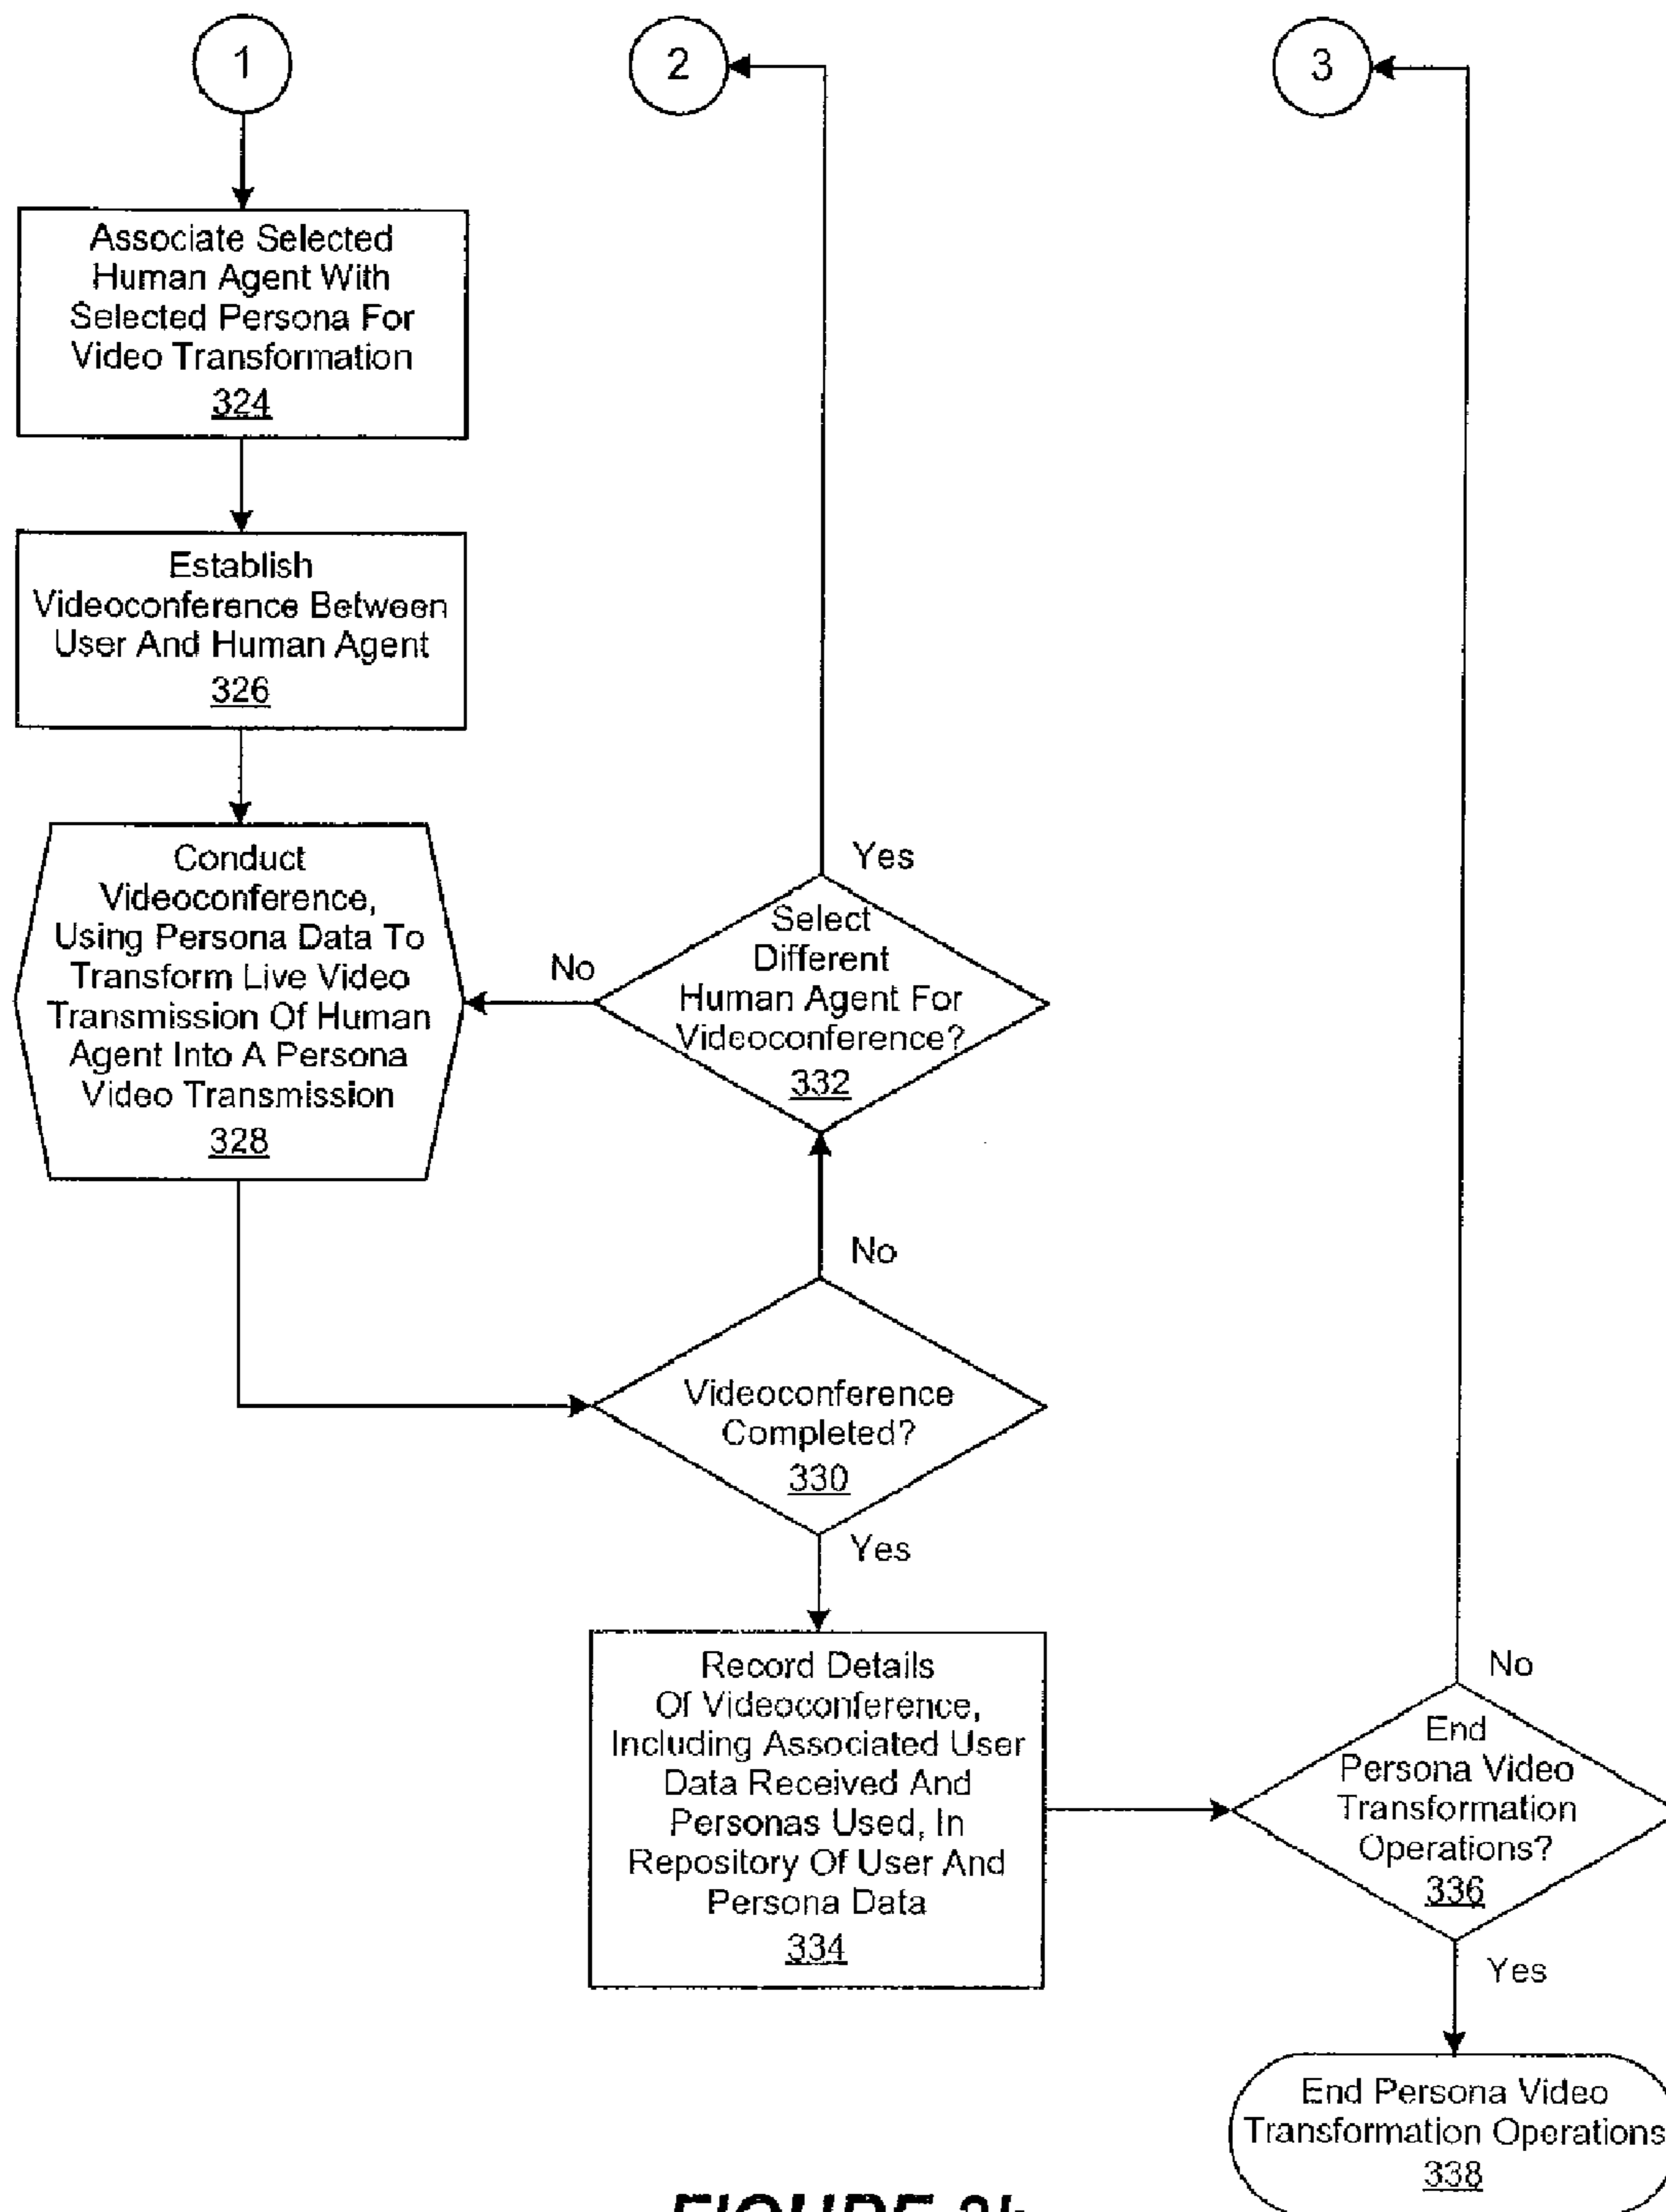 1
2
3
Associate Selected
Human Agent With
Selected Persona For
Video Transformation
324
Establish
Videoconference Between
User And Human Agent
326
Conduct
Videoconference,
Using Persona Data To
Transform Live Video
Transmission Of Human
Agent Into A Persona
Video Transmission
328
Yes
Select
Different
Human Agent For
Videoconference?
332
No
No
Videoconference
Completed?
330
Yes
Record Details
Of Videoconference,
Including Associated User
Data Received And
Personas Used, In
Repository Of User And
Persona Data
334
No
End
Persona Video
Transformation
Operations?
336
Yes
End Persona Video
Transformation Operations
338
FIGURE